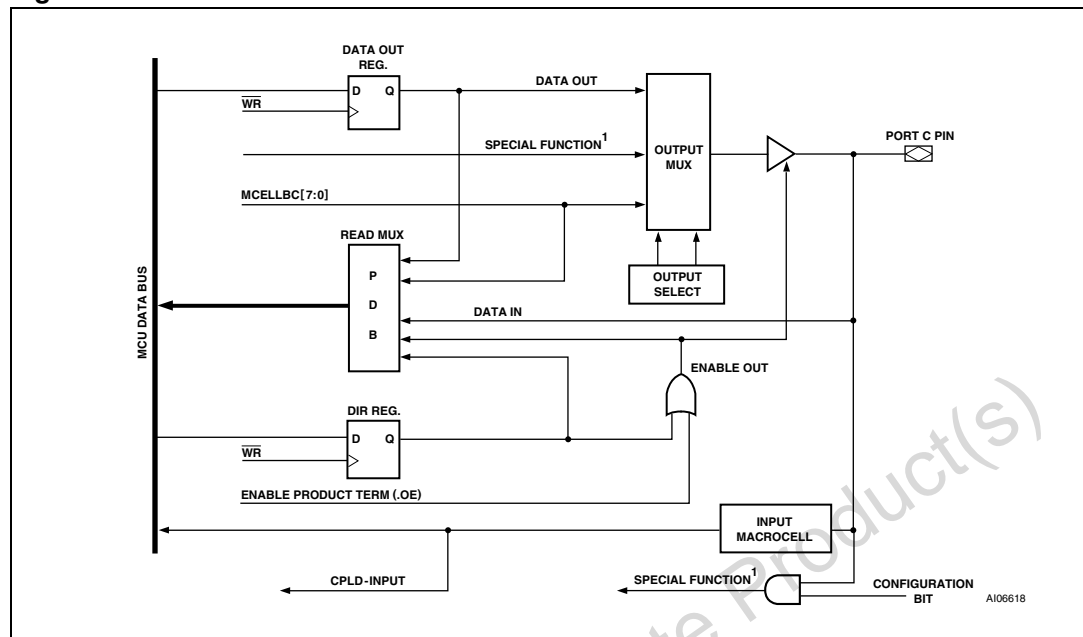 DATA OUT
REG.
D Q
WR
DATA OUT
SPECIAL FUNCTION1
MCELLBC[7:0]
OUTPUT
MUX
PORT C PIN
READ MUX
P
D
B
OUTPUT
SELECT
DATA IN
ENABLE OUT
MCU DATA BUS
DIR REG.
D Q
WR
ENABLE PRODUCT TERM (.OE)
INPUT
MACROCELL
CPLD-INPUT
SPECIAL FUNCTION1
CONFIGURATION
BIT
AI06618
te Product(s)